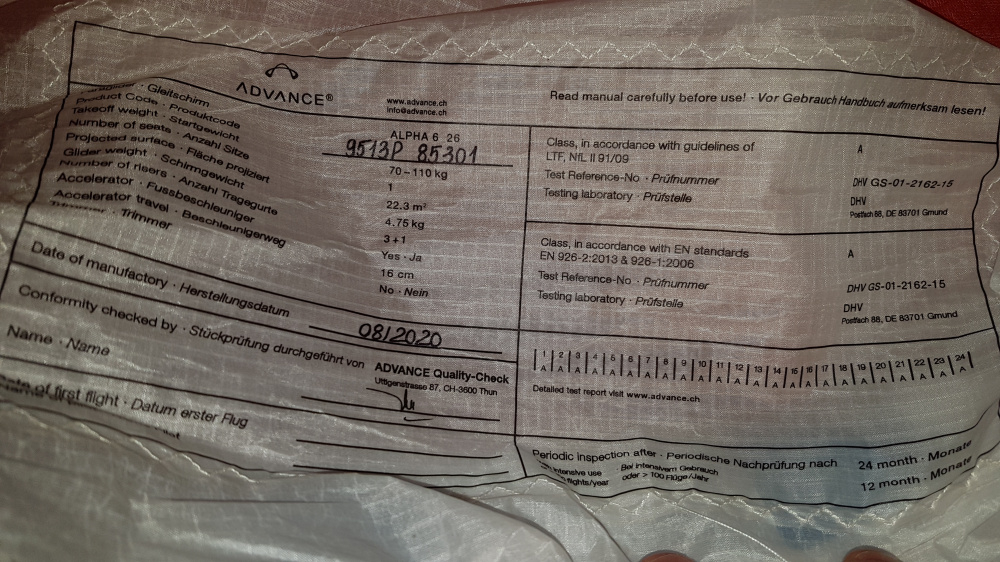 ADVANCE®
www.advance.ch
info@advance.ch
Read manual carefully before use! · Vor Gebrauch Handbuch aufmerksam lesen!
Gleitschirm ALPHA 6 26
Product Code · Produktcode 9513P 85301
Takeoff weight · Startgewicht 70 – 110 kg
Number of seats · Anzahl Sitze 1
Projected surface · Fläche projiziert 22.3 m²
Glider weight · Schirmgewicht 4.75 kg
Number of risers · Anzahl Tragegurte 3 + 1
Accelerator · Fussbeschleuniger Yes · Ja
Accelerator travel · Beschleunigerweg 16 cm
Trimmer · Trimmer No · Nein
Date of manufactory · Herstellungsdatum 08/2020
Conformity checked by · Stückprüfung durchgeführt von ADVANCE Quality-Check
Uttigenstrasse 87, CH-3600 Thun
Name · Name
Date of first flight · Datum erster Flug
Class, in accordance with guidelines of A
LTF, NfL II 91/09
Test Reference-No · Prüfnummer DHV GS-01-2162-15
Testing laboratory · Prüfstelle DHV
Postfach 88, DE 83701 Gmund
Class, in accordance with EN standards A
EN 926-2:2013 & 926-1:2006
Test Reference-No · Prüfnummer DHV GS-01-2162-15
Testing laboratory · Prüfstelle DHV
Postfach 88, DE 83701 Gmund
1 2 3 4 5 6 7 8 9 10 11 12 13 14 15 16 17 18 19 20 21 22 23 24
A A A A A A A A A A A A A A A A A A A A A A A A
Detailed test report visit www.advance.ch
Periodic inspection after · Periodische Nachprüfung nach 24 month · Monate
intensive use Bei intensivem Gebrauch 12 month · Monate
flights/year oder > 100 Flüge/Jahr